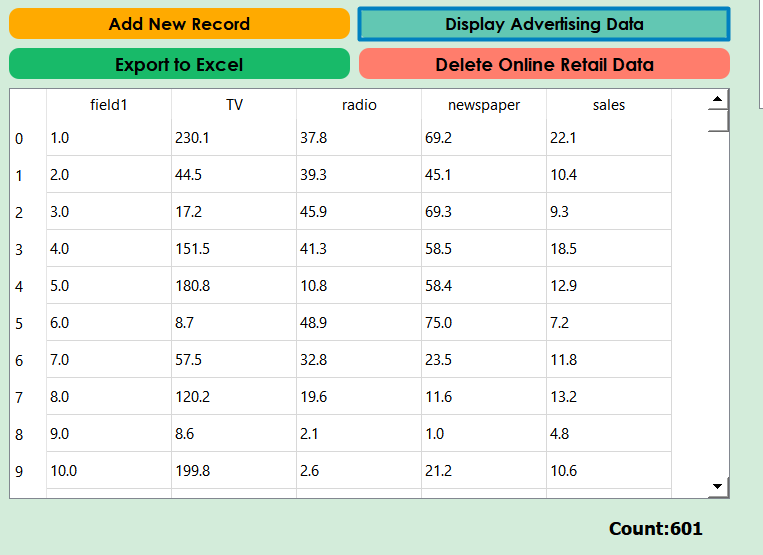 Add New Record Display Advertising Data
Export to Excel Delete Online Retail Data
field1 TV radio newspaper sales
0 1.0 230.1 37.8 69.2 22.1
1 2.0 44.5 39.3 45.1 10.4
2 3.0 17.2 45.9 69.3 9.3
3 4.0 151.5 41.3 58.5 18.5
4 5.0 180.8 10.8 58.4 12.9
5 6.0 8.7 48.9 75.0 7.2
6 7.0 57.5 32.8 23.5 11.8
7 8.0 120.2 19.6 11.6 13.2
8 9.0 8.6 2.1 1.0 4.8
9 10.0 199.8 2.6 21.2 10.6
Count:601